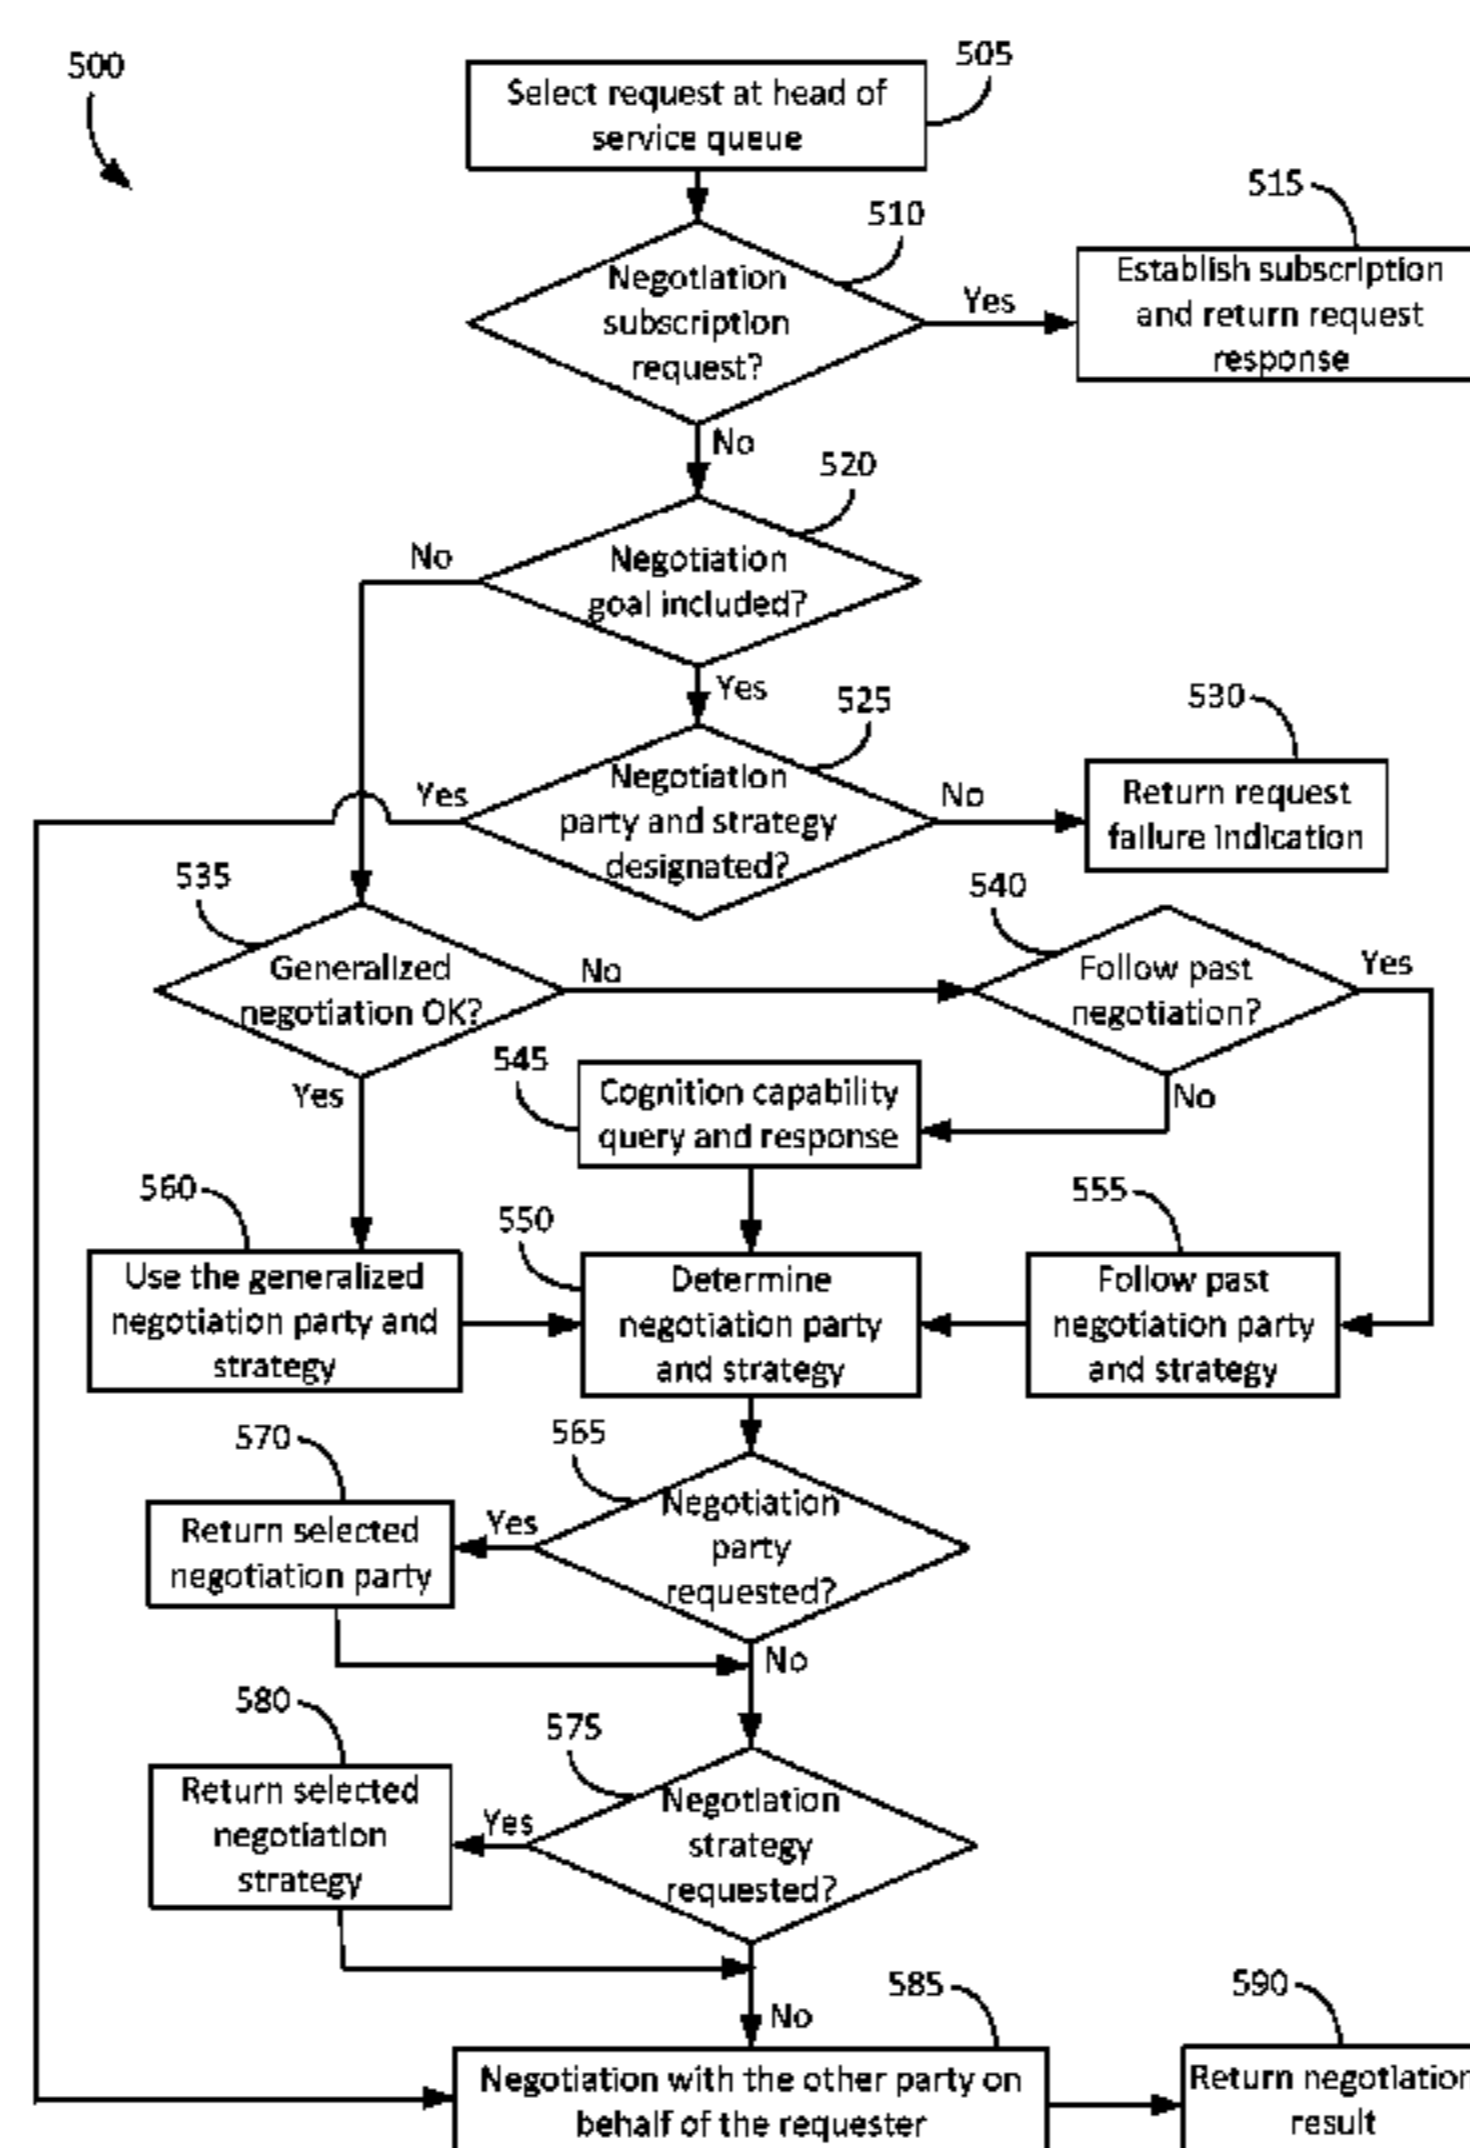 500
505
Select request at head of
service queue
510
515
Negotiation
subscription
request?
Yes
Establish subscription
and return request
response
No
520
No
Negotiation
goal included?
Yes
525
530
Negotiation
party and strategy
designated?
Yes
No
Return request
failure indication
535
540
Generalized
negotiation OK?
No
Follow past
negotiation?
Yes
545
Cognition capability
query and response
Yes
No
560
550
555
Use the generalized
negotiation party and
strategy
Determine
negotiation party
and strategy
Follow past
negotiation party
and strategy
570
565
Return selected
negotiation party
Yes
Negotiation
party
requested?
No
580
575
Return selected
negotiation
strategy
Yes
Negotiation
strategy
requested?
585
590
No
Negotiation with the other party on
behalf of the requester
Return negotiation
result